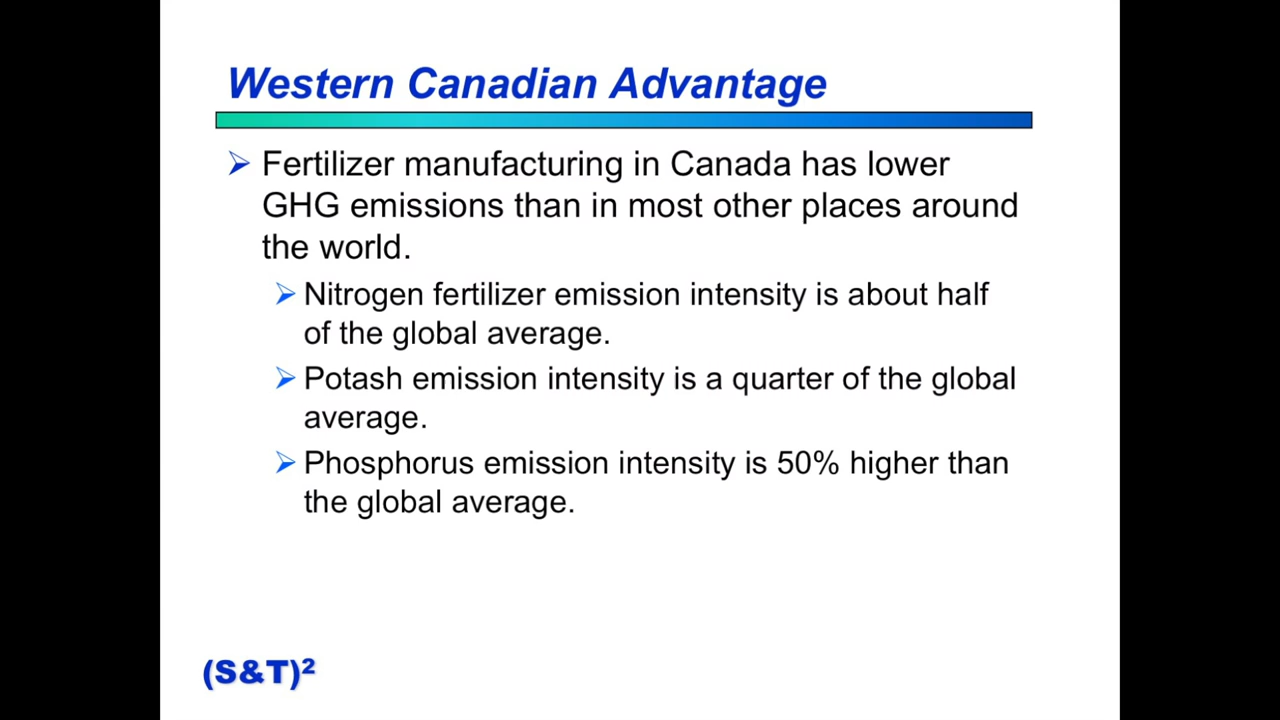 Western Canadian Advantage
Fertilizer manufacturing in Canada has lower
GHG emissions than in most other places around
the world.
Nitrogen fertilizer emission intensity is about half
of the global average.
Potash emission intensity is a quarter of the global
average.
Phosphorus emission intensity is 50% higher than
the global average.
(S&T)²